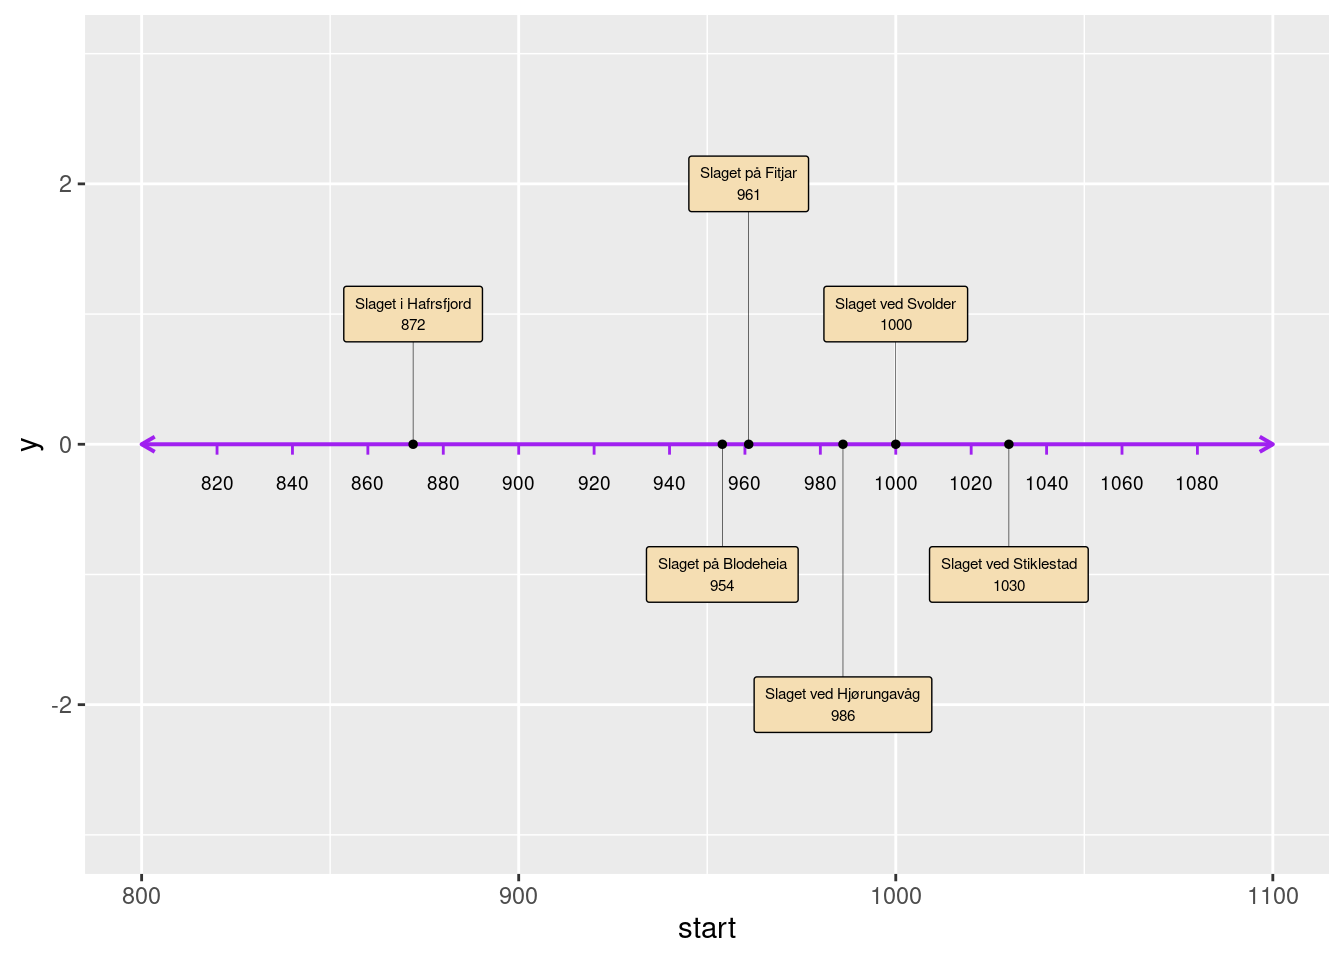 2
Slaget på Fitjar
961
Slaget i Hafrsfjord
872
Slaget ved Svolder
1000
y
0
820 840 860 880 900 920 940 960 980 1000 1020 1040 1060 1080
Slaget på Blodeheia
954
Slaget ved Stiklestad
1030
Slaget ved Hjørungavåg
986
-2
800 900 1000 1100
start